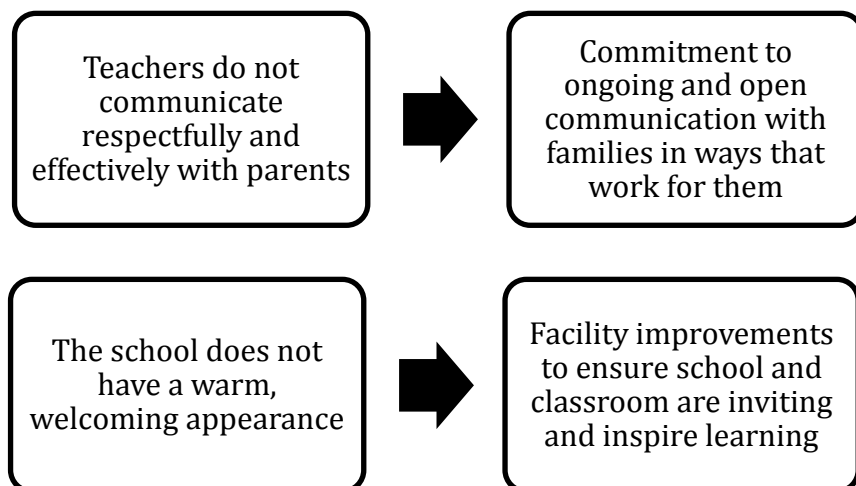 Teachers do not
communicate
respectfully and
effectively with parents
Commitment to
ongoing and open
communication with
families in ways that
work for them
The school does not
have a warm,
welcoming appearance
Facility improvements
to ensure school and
classroom are inviting
and inspire learning